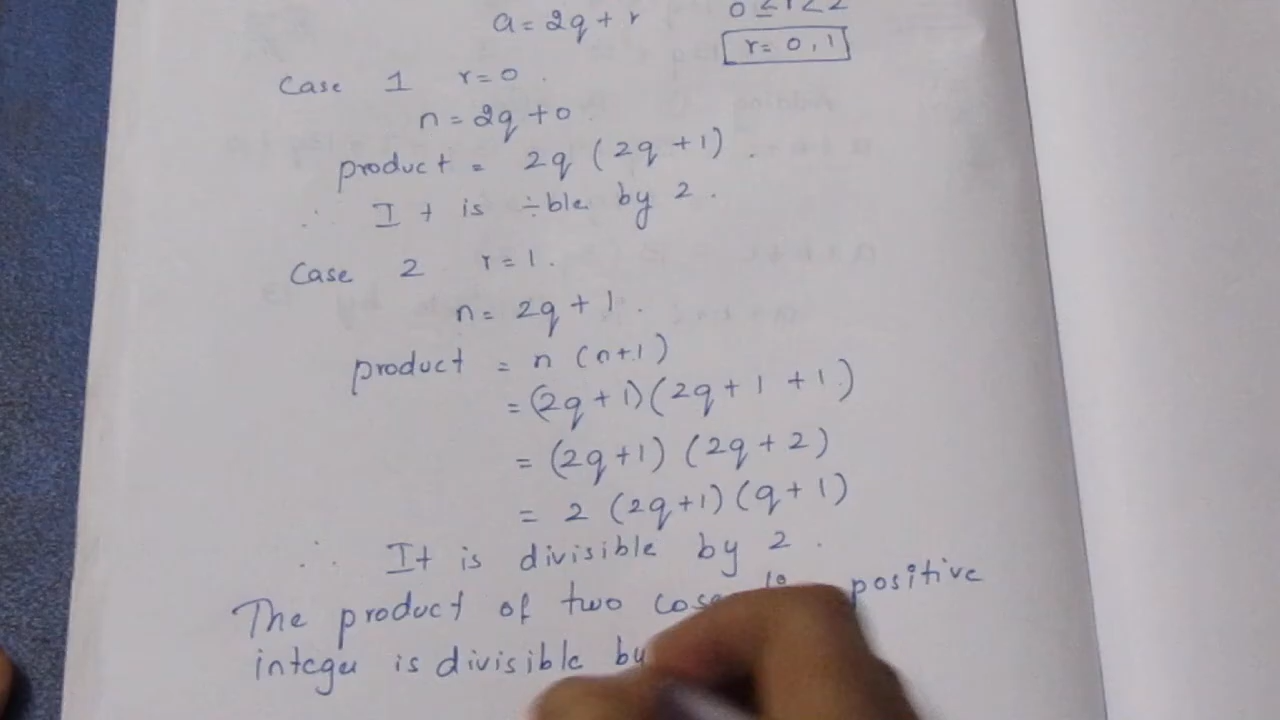 a = 2q + r
0 ≤ r < 2
r = 0, 1
Case 1 r = 0 .
n = 2q + 0
product = 2q (2q + 1) .
∴ It is ÷ble by 2 .
Case 2 r = 1 .
n = 2q + 1 .
product = n (n+1)
= (2q + 1) (2q + 1 + 1)
= (2q + 1) (2q + 2)
= 2 (2q+1) (q + 1)
∴ It is divisible by 2 .
The product of two positive
integer is divisible by